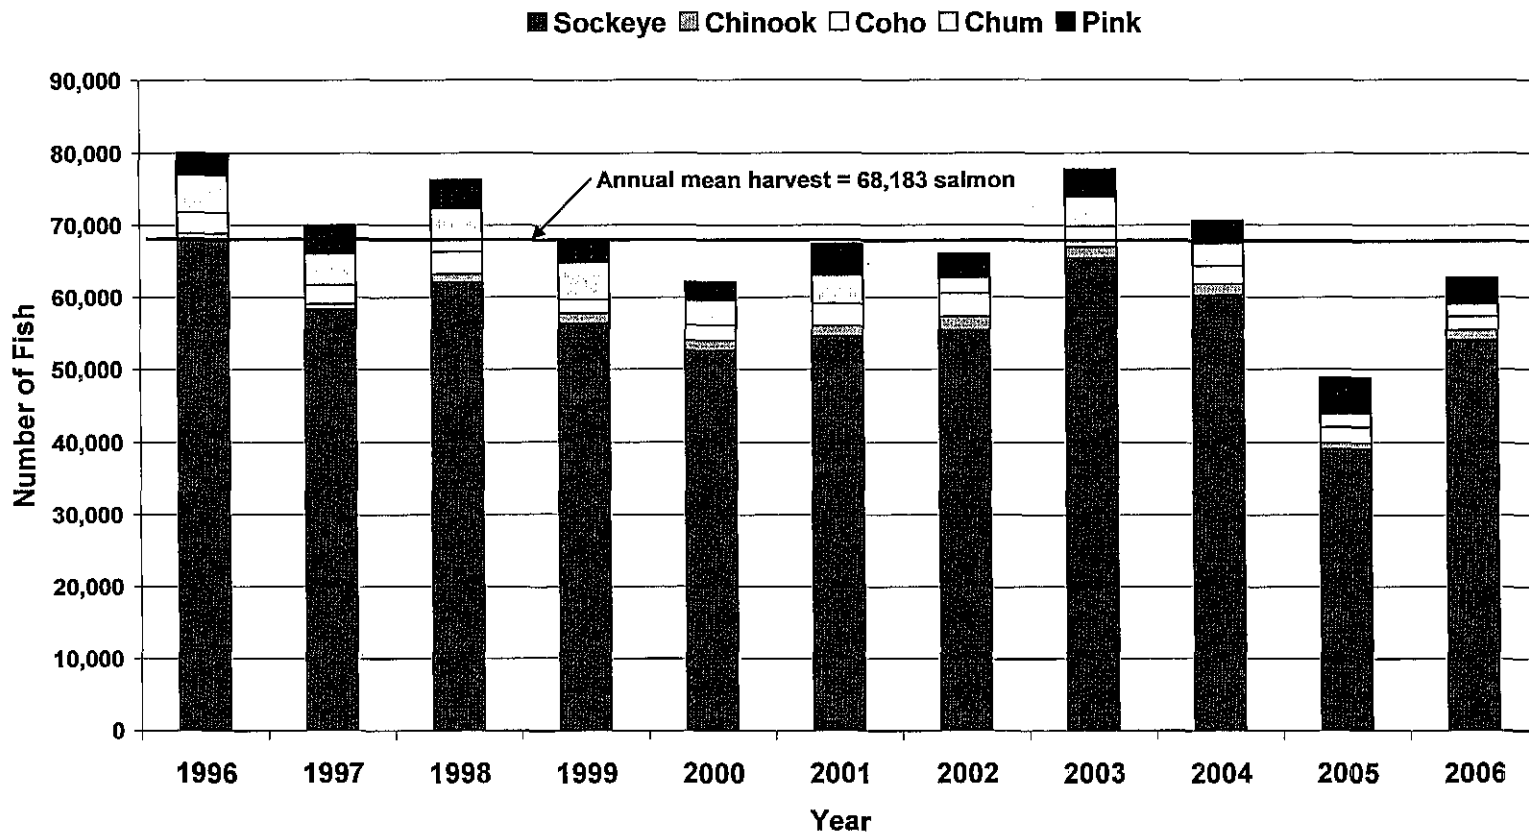 Sockeye Chinook Coho Chum Pink
90,000
80,000
70,000
60,000
50,000
40,000
30,000
20,000
10,000
0
Number of Fish
Annual mean harvest = 68,183 salmon
1996 1997 1998 1999 2000 2001 2002 2003 2004 2005 2006
Year